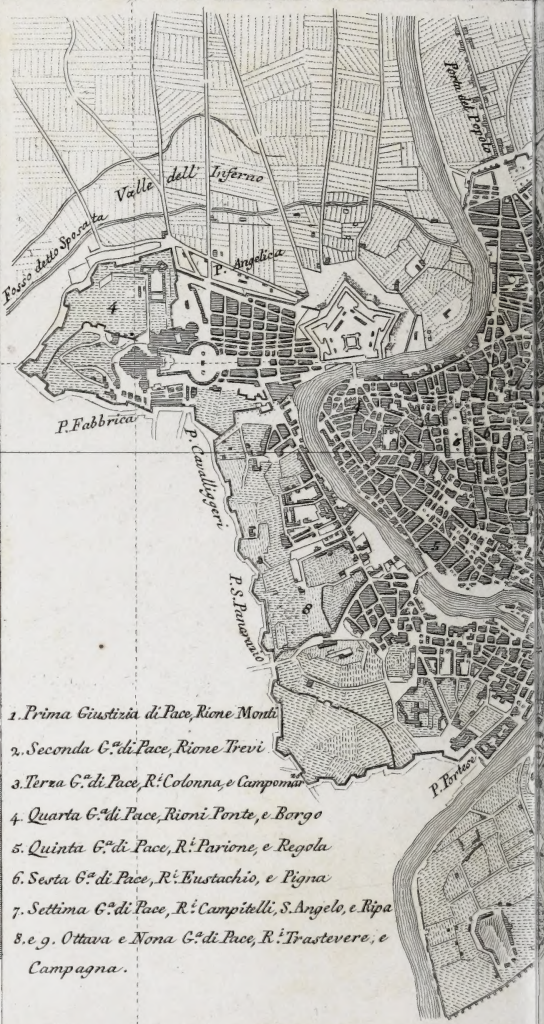 Porta del Popolo
Valle dell' Inferno
Fosso detto Sposata
P. Angelica
4
P. Fabbrica
P. Cavalliggeri
P. S. Panarazio
P. Portese
1. Prima Giustizia di Pace, Rione Monti
2. Seconda G.ª di Pace, Rione Trevi
3. Terza G.ª di Pace, R.i Colonna, e Campomar
4. Quarta G.ª di Pace, Rioni Ponte, e Borgo
5. Quinta G.ª di Pace, R.i Parione, e Regola
6. Sesta G.ª di Pace, R.i Eustachio, e Pigna
7. Settima G.ª di Pace, R.i Campitelli, S. Angelo, e Ripa
8. e 9. Ottava e Nona G.ª di Pace, R.i Trastevere, e
Campagna.